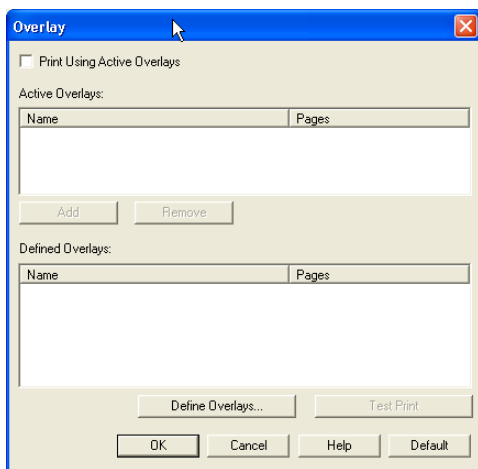 Overlay
Print Using Active Overlays
Active Overlays:
Name Pages
Add Remove
Defined Overlays:
Name Pages
Define Overlays... Test Print
OK Cancel Help Default